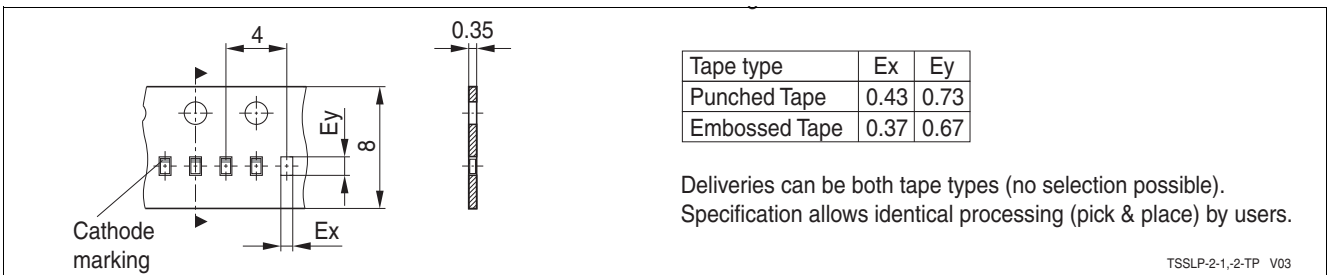 4
0.35
Ey
8
Ex
Cathode
marking
Tape type Ex Ey
Punched Tape 0.43 0.73
Embossed Tape 0.37 0.67
Deliveries can be both tape types (no selection possible).
Specification allows identical processing (pick & place) by users.
TSSLP-2-1,-2-TP V03